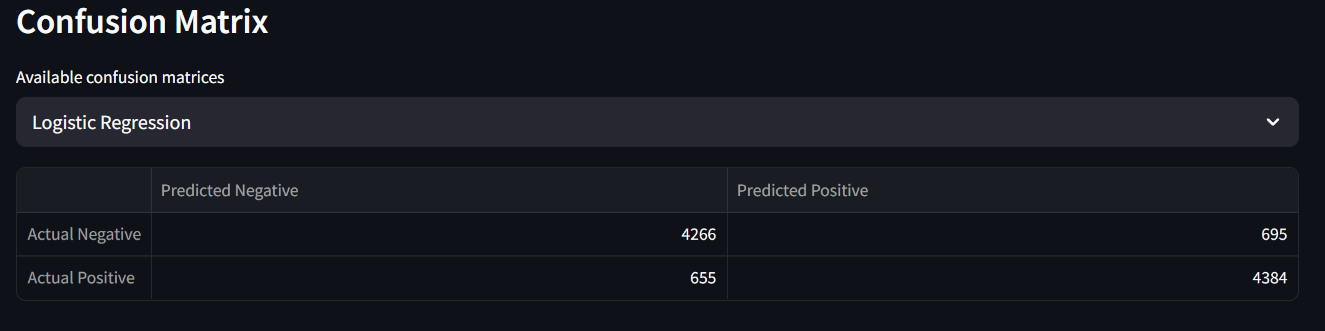 Confusion Matrix
Available confusion matrices
Logistic Regression
Predicted Negative Predicted Positive
Actual Negative 4266 695
Actual Positive 655 4384